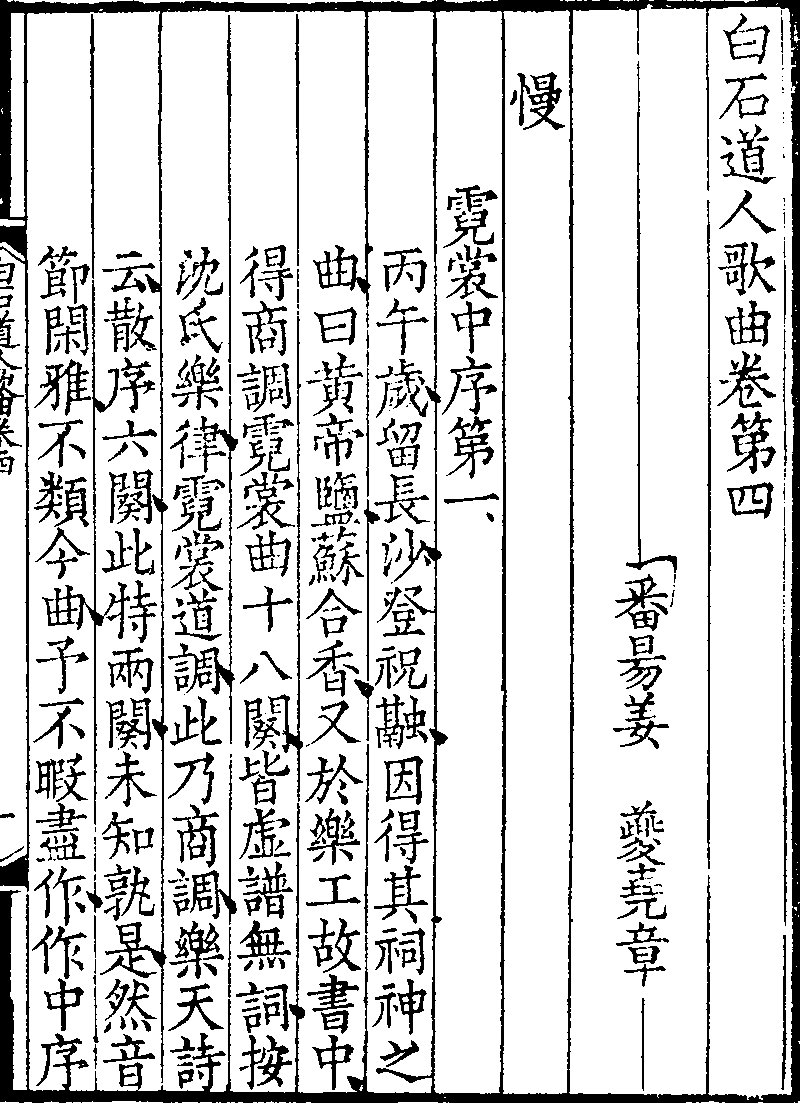 白石道人歌曲卷第四
番昜姜　夔堯章
慢
霓裳中序第一
丙午歲留長沙登祝融因得其祠神之
曲曰黄帝鹽蘇合香又於樂工故書中
得商調霓裳曲十八闋皆虛譜無詞按
沈氏樂律霓裳道調此乃商調樂天詩
云散序六闋此特兩闋未知孰是然音
節閑雅不類今曲予不暇盡作作中序
白石道人歌曲卷四
一